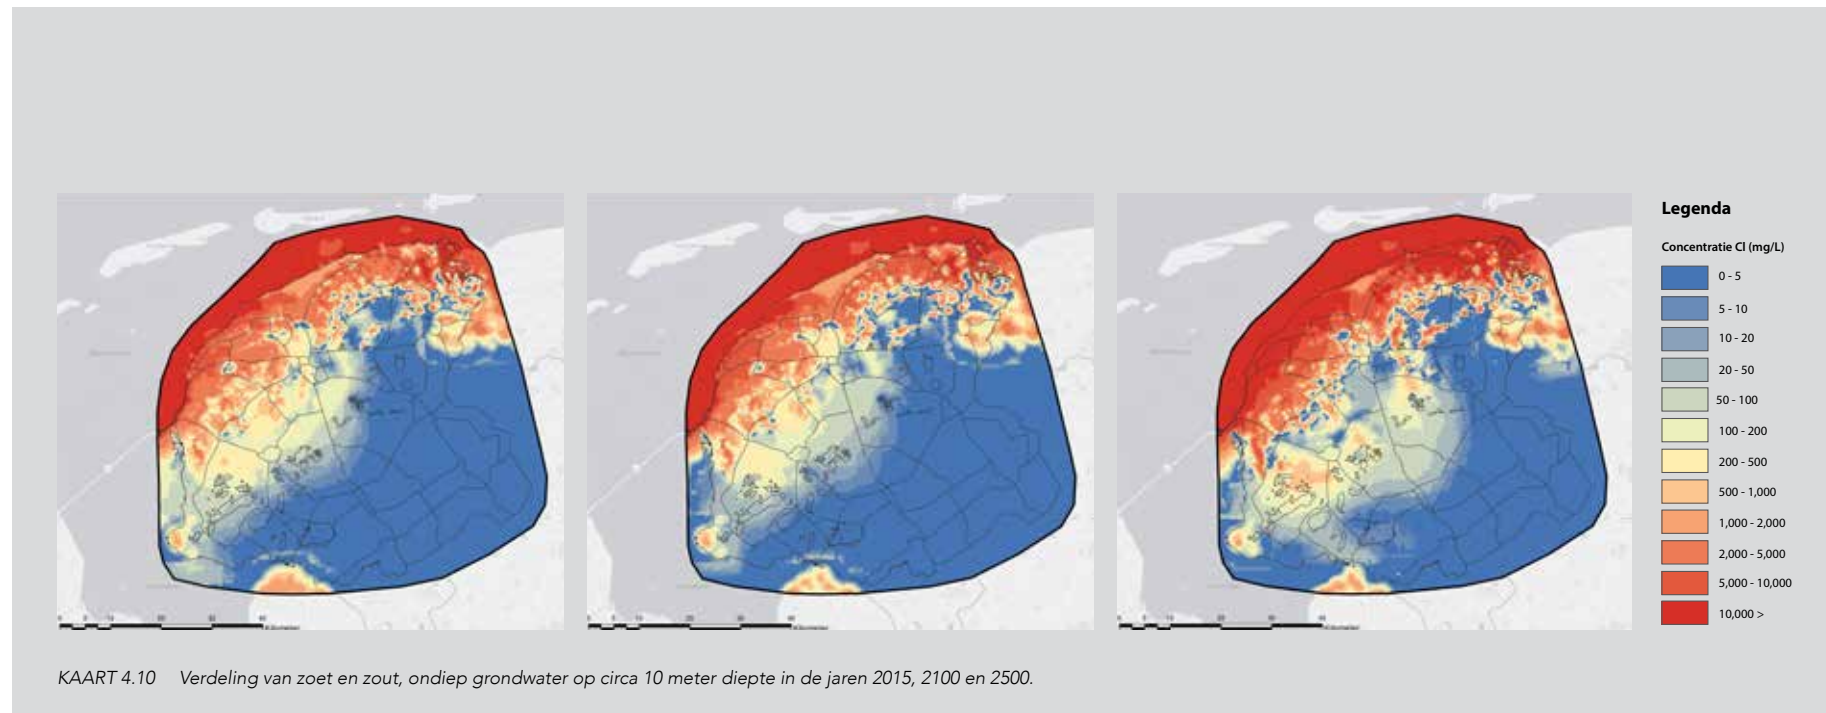 Legenda
Concentratie Cl (mg/L)
0 - 5
5 - 10
10 - 20
20 - 50
50 - 100
100 - 200
200 - 500
500 - 1,000
1,000 - 2,000
2,000 - 5,000
5,000 - 10,000
10,000 >
KAART 4.10 Verdeling van zoet en zout, ondiep grondwater op circa 10 meter diepte in de jaren 2015, 2100 en 2500.